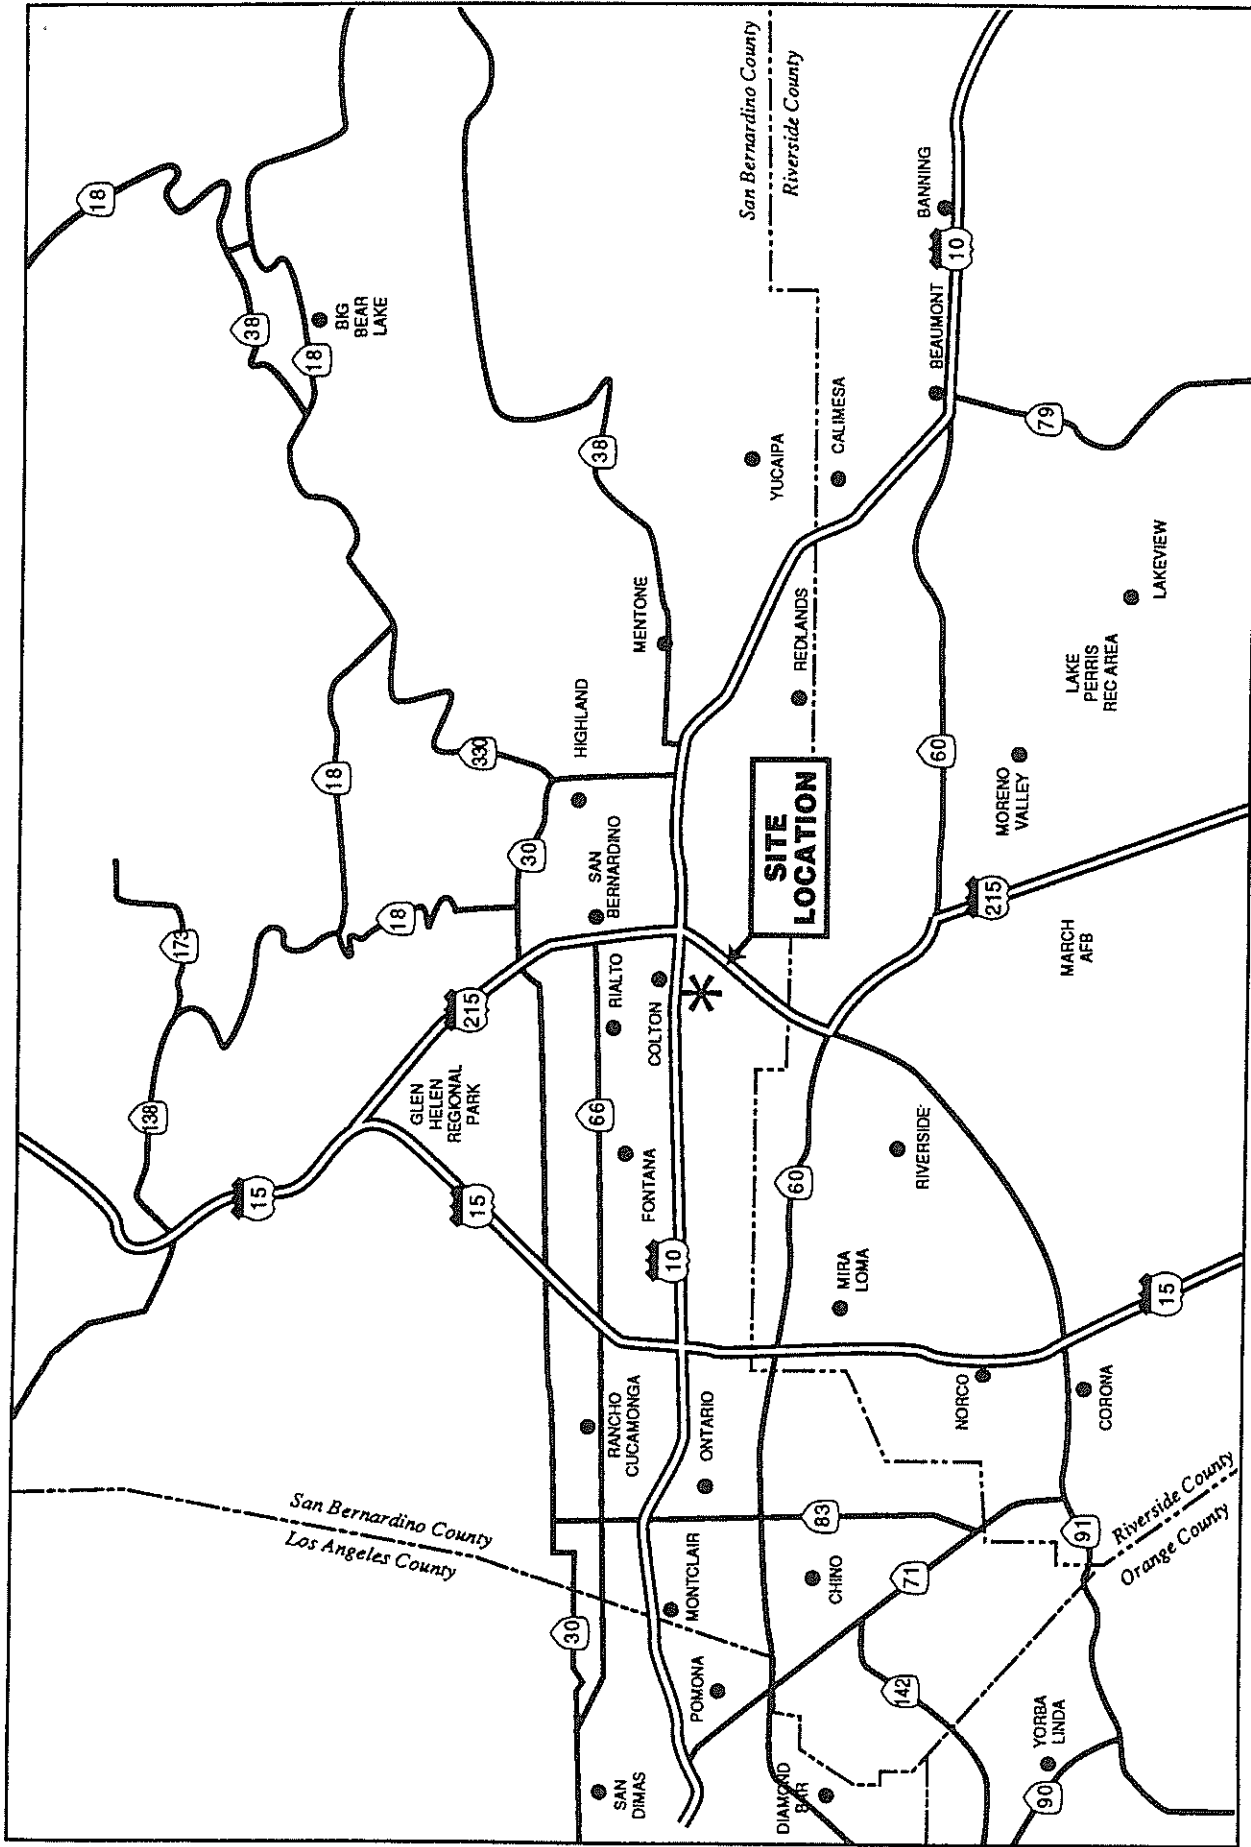 18
38
BIG
BEAR
LAKE
18
173
138
18
18
330
38
15
215
GLEN
HELEN
REGIONAL
PARK
15
30
HIGHLAND
MENTONE
San Bernardino County
Riverside County
San Bernardino County
Los Angeles County
RANCHO
CUCAMONGA
66
FONTANA
RIALTO
SAN
BERNARDINO
30
SAN
DIMAS
MONTCLAIR
ONTARIO
10
COLTON
YUCAIPA
POMONA
SITE
LOCATION
REDLANDS
CALIMESA
DIAMOND
BAR
CHINO
83
MIRA
LOMA
60
RIVERSIDE
60
BEAUMONT
BANNING
10
142
71
NORCO
215
MORENO
VALLEY
79
YORBA
LINDA
90
91
CORONA
15
MARCH
AFB
LAKE
PERRIS
REC AREA
LAKEVIEW
Riverside County
Orange County